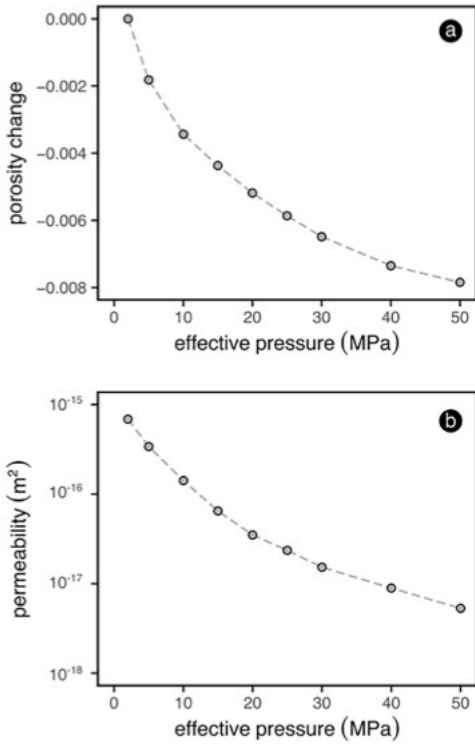 a
0.000
−0.002
−0.004
−0.006
−0.008
porosity change
0 10 20 30 40 50
effective pressure (MPa)
b
10⁻¹⁵
10⁻¹⁶
10⁻¹⁷
10⁻¹⁸
permeability (m²)
0 10 20 30 40 50
effective pressure (MPa)